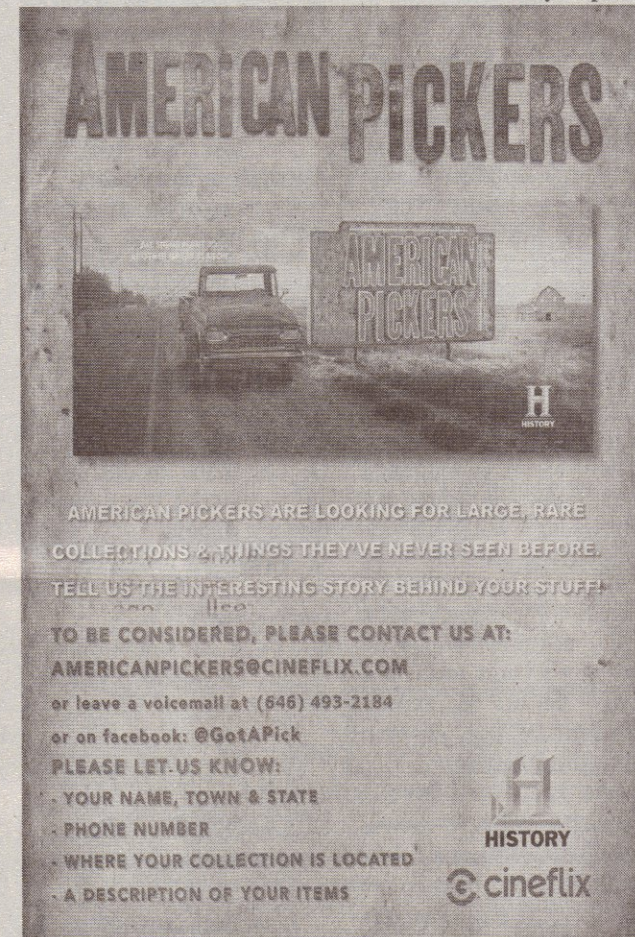 AMERICAN PICKERS
AMERICAN
PICKERS
H
HISTORY
AMERICAN PICKERS ARE LOOKING FOR LARGE, RARE
COLLECTIONS & THINGS THEY'VE NEVER SEEN BEFORE.
TELL US THE INTERESTING STORY BEHIND YOUR STUFF!
TO BE CONSIDERED, PLEASE CONTACT US AT:
AMERICANPICKERS@CINEFLIX.COM
or leave a voicemail at (646) 493-2184
or on facebook: @GotAPick
PLEASE LET US KNOW:
- YOUR NAME, TOWN & STATE
- PHONE NUMBER
- WHERE YOUR COLLECTION IS LOCATED
- A DESCRIPTION OF YOUR ITEMS
H
HISTORY
cineflix